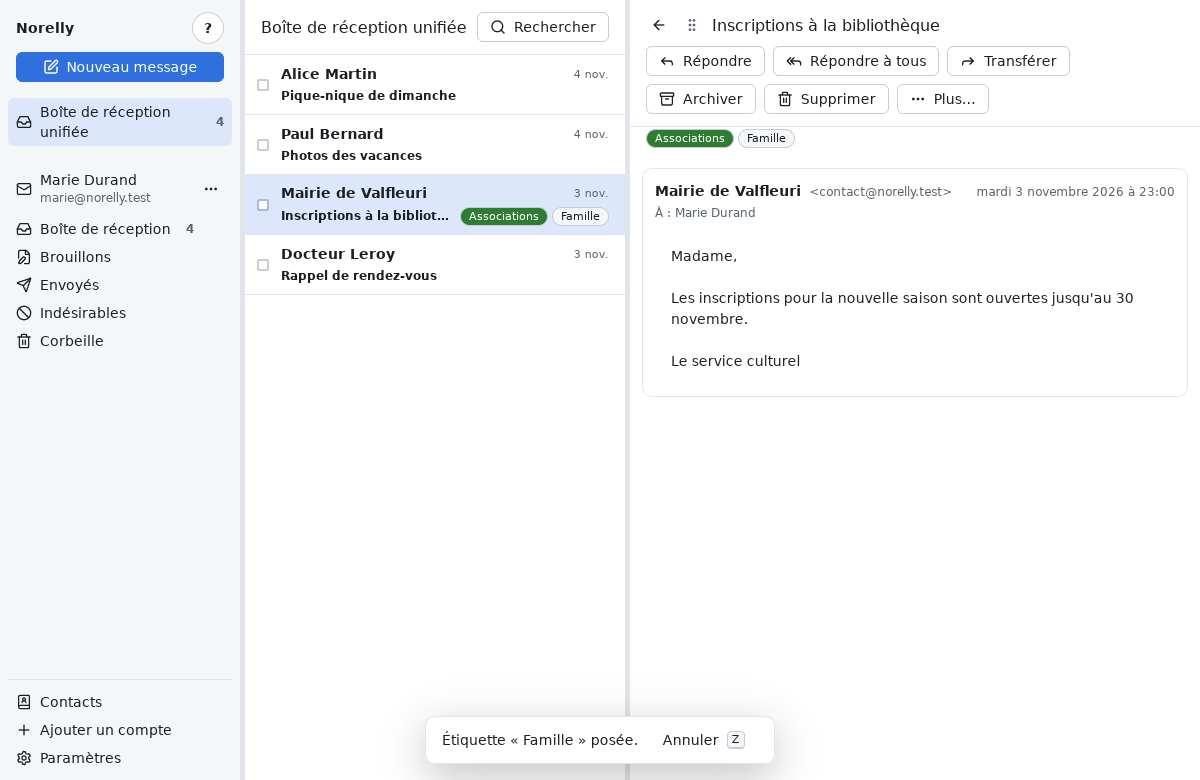 Norelly
?
Nouveau message
Boîte de réception
unifiée
4
Marie Durand
marie@norelly.test
Boîte de réception 4
Brouillons
Envoyés
Indésirables
Corbeille
Contacts
Ajouter un compte
Paramètres
Boîte de réception unifiée
Rechercher
Alice Martin 4 nov.
Pique-nique de dimanche
Paul Bernard 4 nov.
Photos des vacances
Mairie de Valfleuri 3 nov.
Inscriptions à la bibliot... Associations Famille
Docteur Leroy 3 nov.
Rappel de rendez-vous
Inscriptions à la bibliothèque
Répondre Répondre à tous Transférer
Archiver Supprimer Plus...
Associations Famille
Mairie de Valfleuri <contact@norelly.test> mardi 3 novembre 2026 à 23:00
À : Marie Durand
Madame,
Les inscriptions pour la nouvelle saison sont ouvertes jusqu'au 30
novembre.
Le service culturel
Étiquette « Famille » posée. Annuler Z